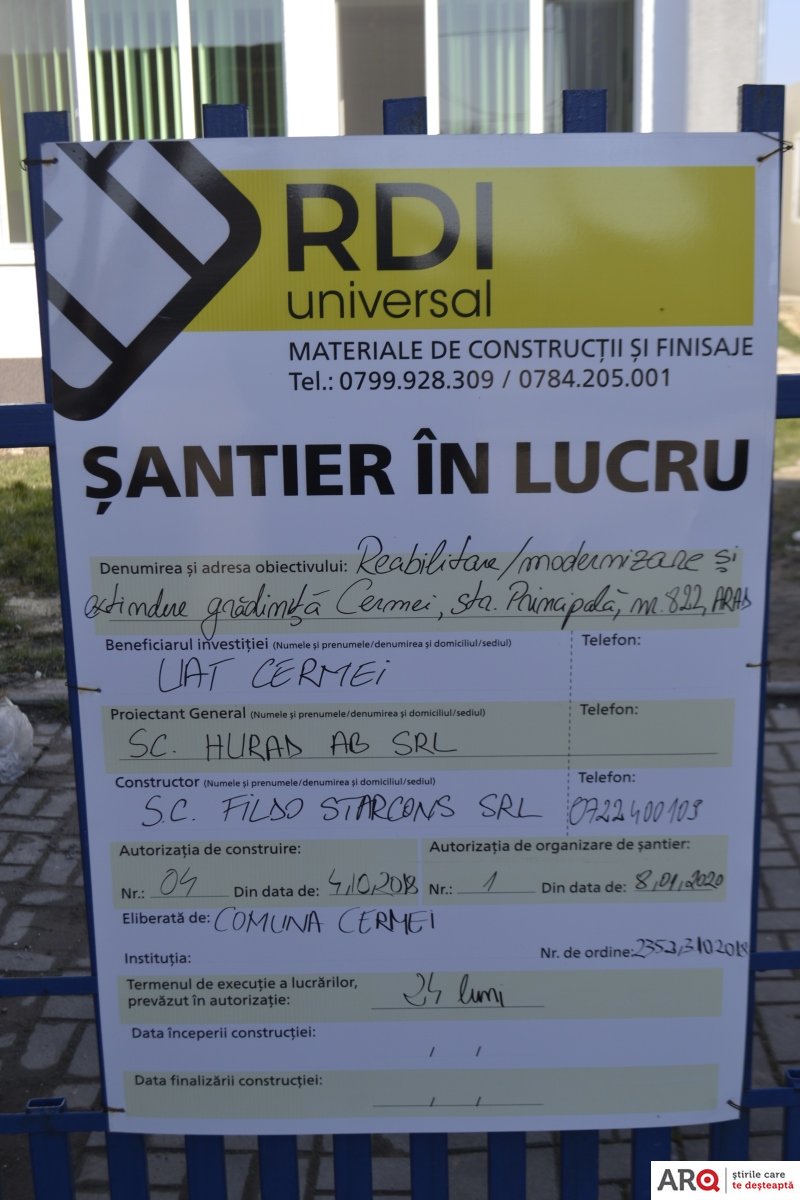 RDI
universal
MATERIALE DE CONSTRUCȚII ȘI FINISAJE
Tel.: 0799.928.309 / 0784.205.001
ȘANTIER ÎN LUCRU
Denumirea și adresa obiectivului: Reabilitare/modernizare și
extindere grădiniță Cermei, str. Principală, nr. 822, ARAD
Beneficiarul investiției (Numele și prenumele/denumirea și domiciliul/sediul) Telefon:
UAT CERMEI
Proiectant General (Numele și prenumele/denumirea și domiciliul/sediul) Telefon:
SC. HURAD AB SRL
Constructor (Numele și prenumele/denumirea și domiciliul/sediul) Telefon:
S.C. FILDO STARCONS SRL 0722400109
Autorizația de construire: Autorizația de organizare de șantier:
Nr.: 04 Din data de: 4,10,2018 Nr.: 1 Din data de: 8,01,2020
Eliberată de: COMUNA CERMEI
Instituția: Nr. de ordine:
Termenul de execuție a lucrărilor,
prevăzut în autorizație: 24 luni
Data începerii construcției: / /
Data finalizării construcției: / /
ARQ știrile care
te deșteaptă